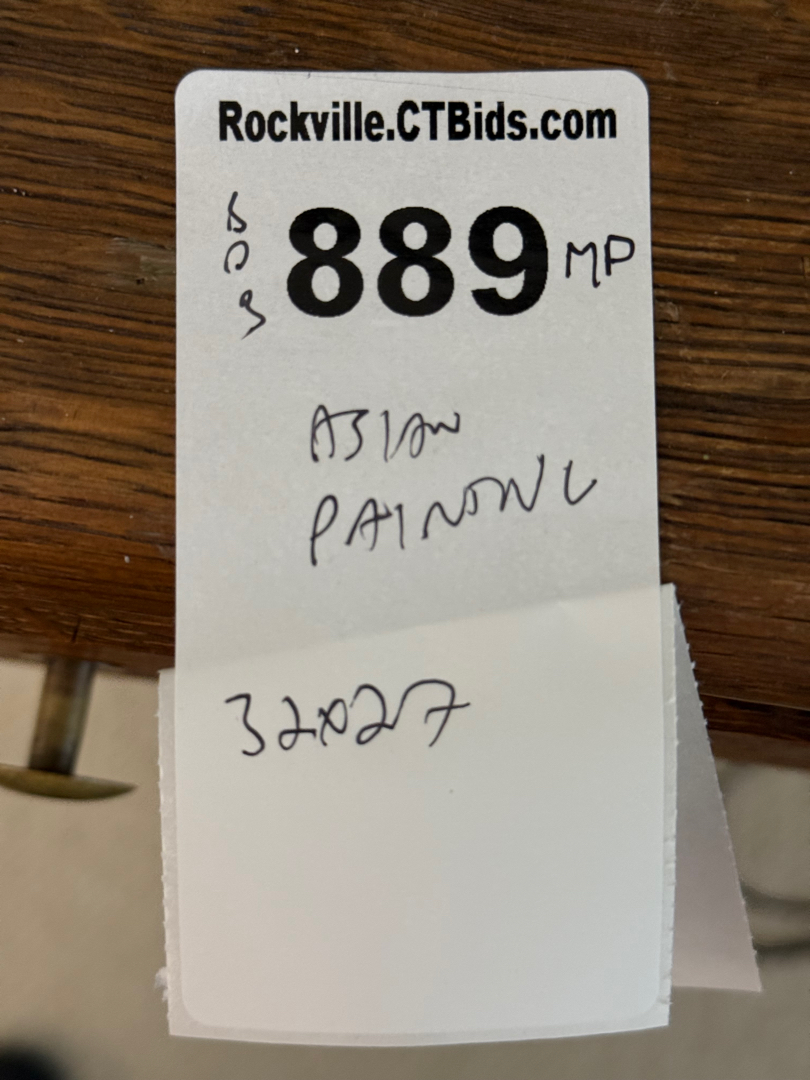 Rockville.CTBids.com
889 MP
ASIAN
PAINTING
32x27